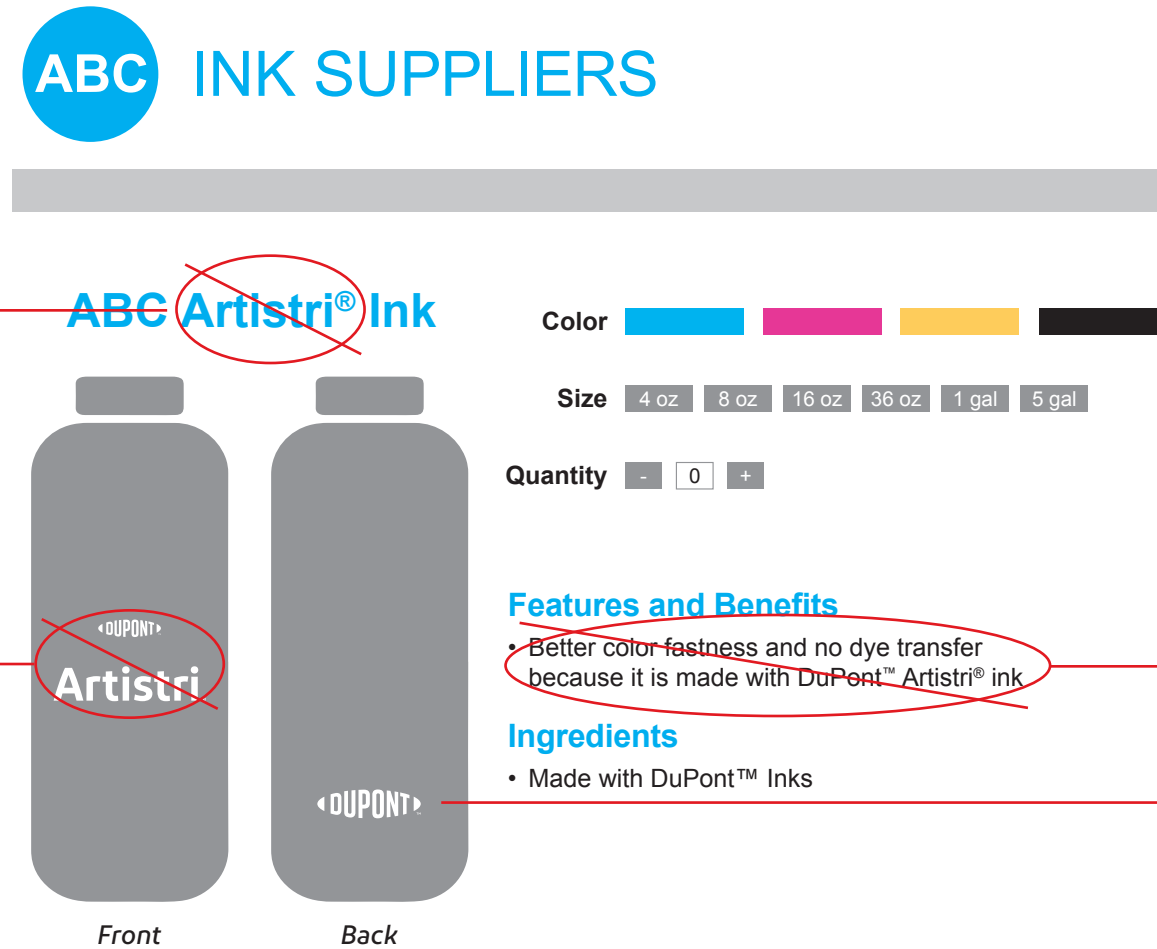 ABC INK SUPPLIERS
ABC Artistri® Ink
Color
Size 4 oz 8 oz 16 oz 36 oz 1 gal 5 gal
Quantity - 0 +
DUPONT
Artistri
DUPONT™
Front
Back
Features and Benefits
• Better color fastness and no dye transfer
because it is made with DuPont™ Artistri® ink
Ingredients
• Made with DuPont™ Inks